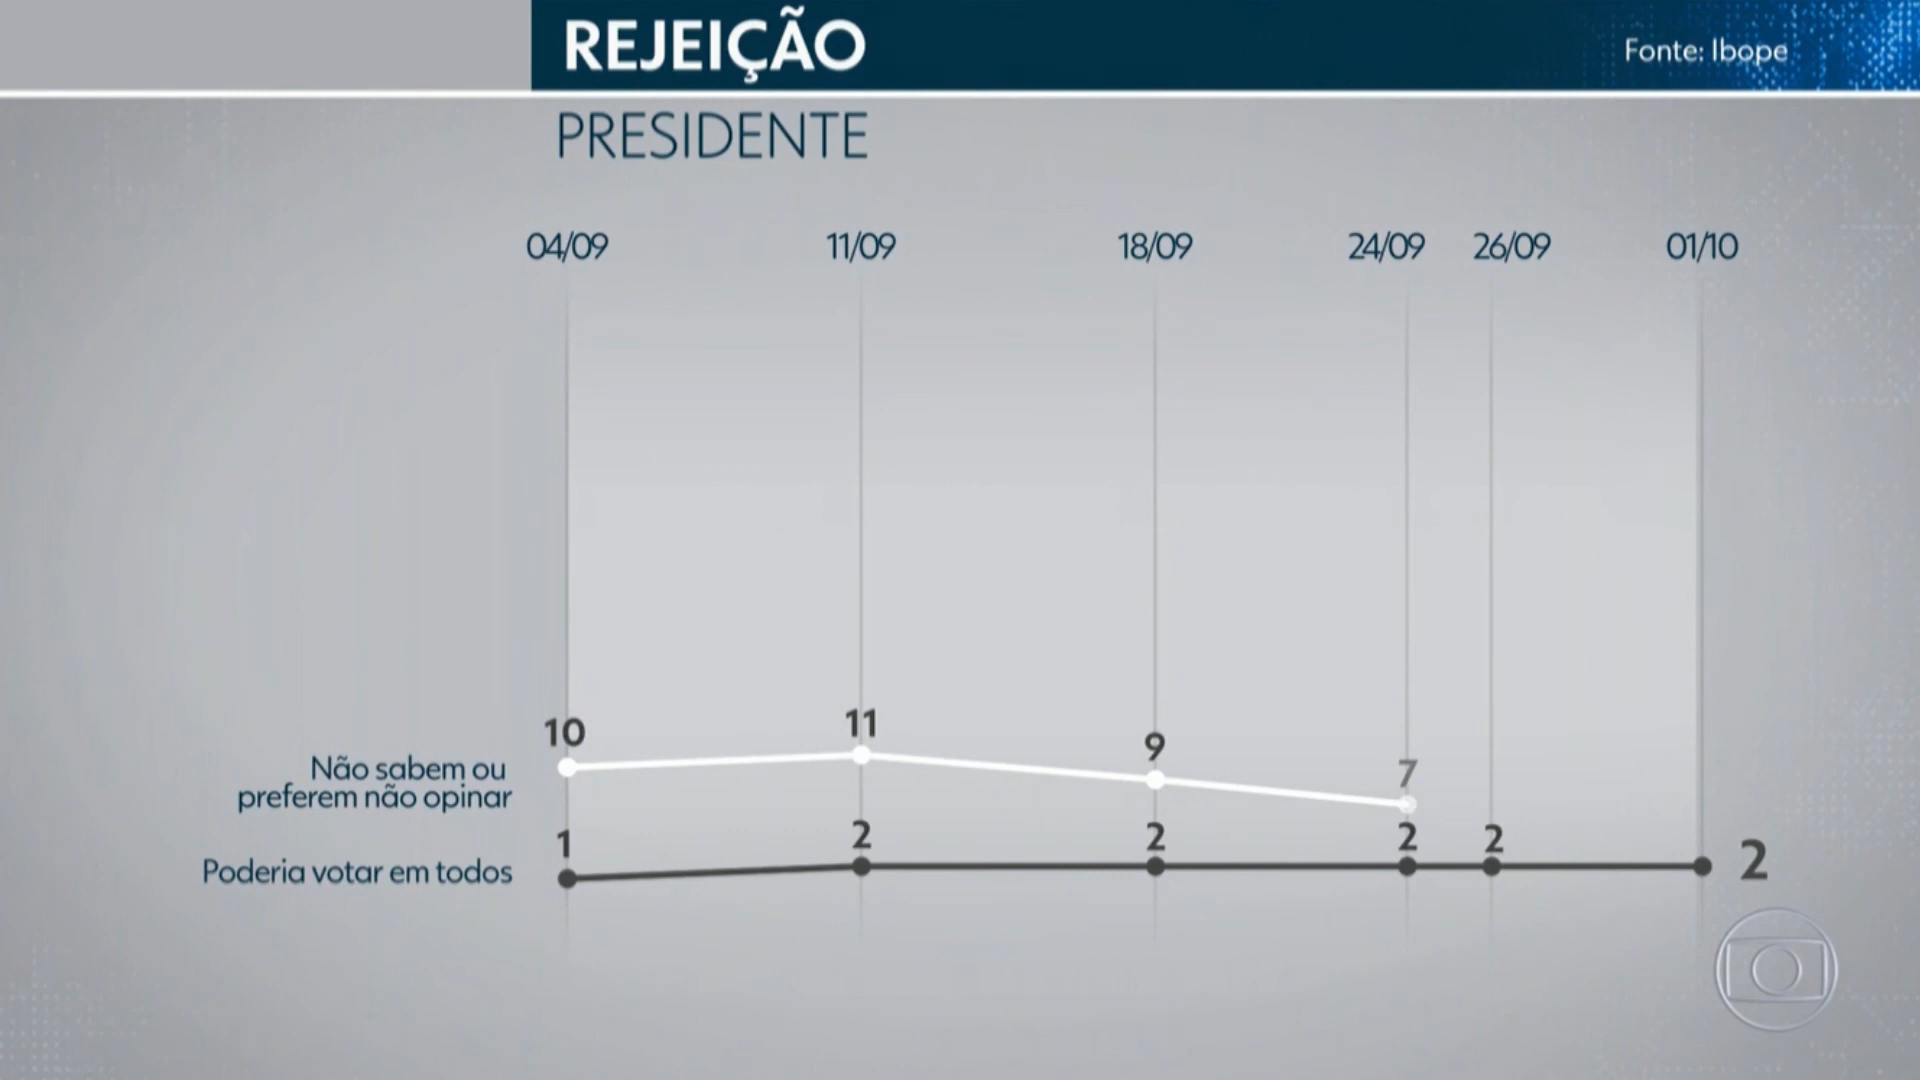 REJEIÇÃO
Fonte: Ibope
PRESIDENTE
04/09 11/09 18/09 24/09 26/09 01/10
10 11 9 7
Não sabem ou
preferem não opinar
1 2 2 2 2 2
Poderia votar em todos